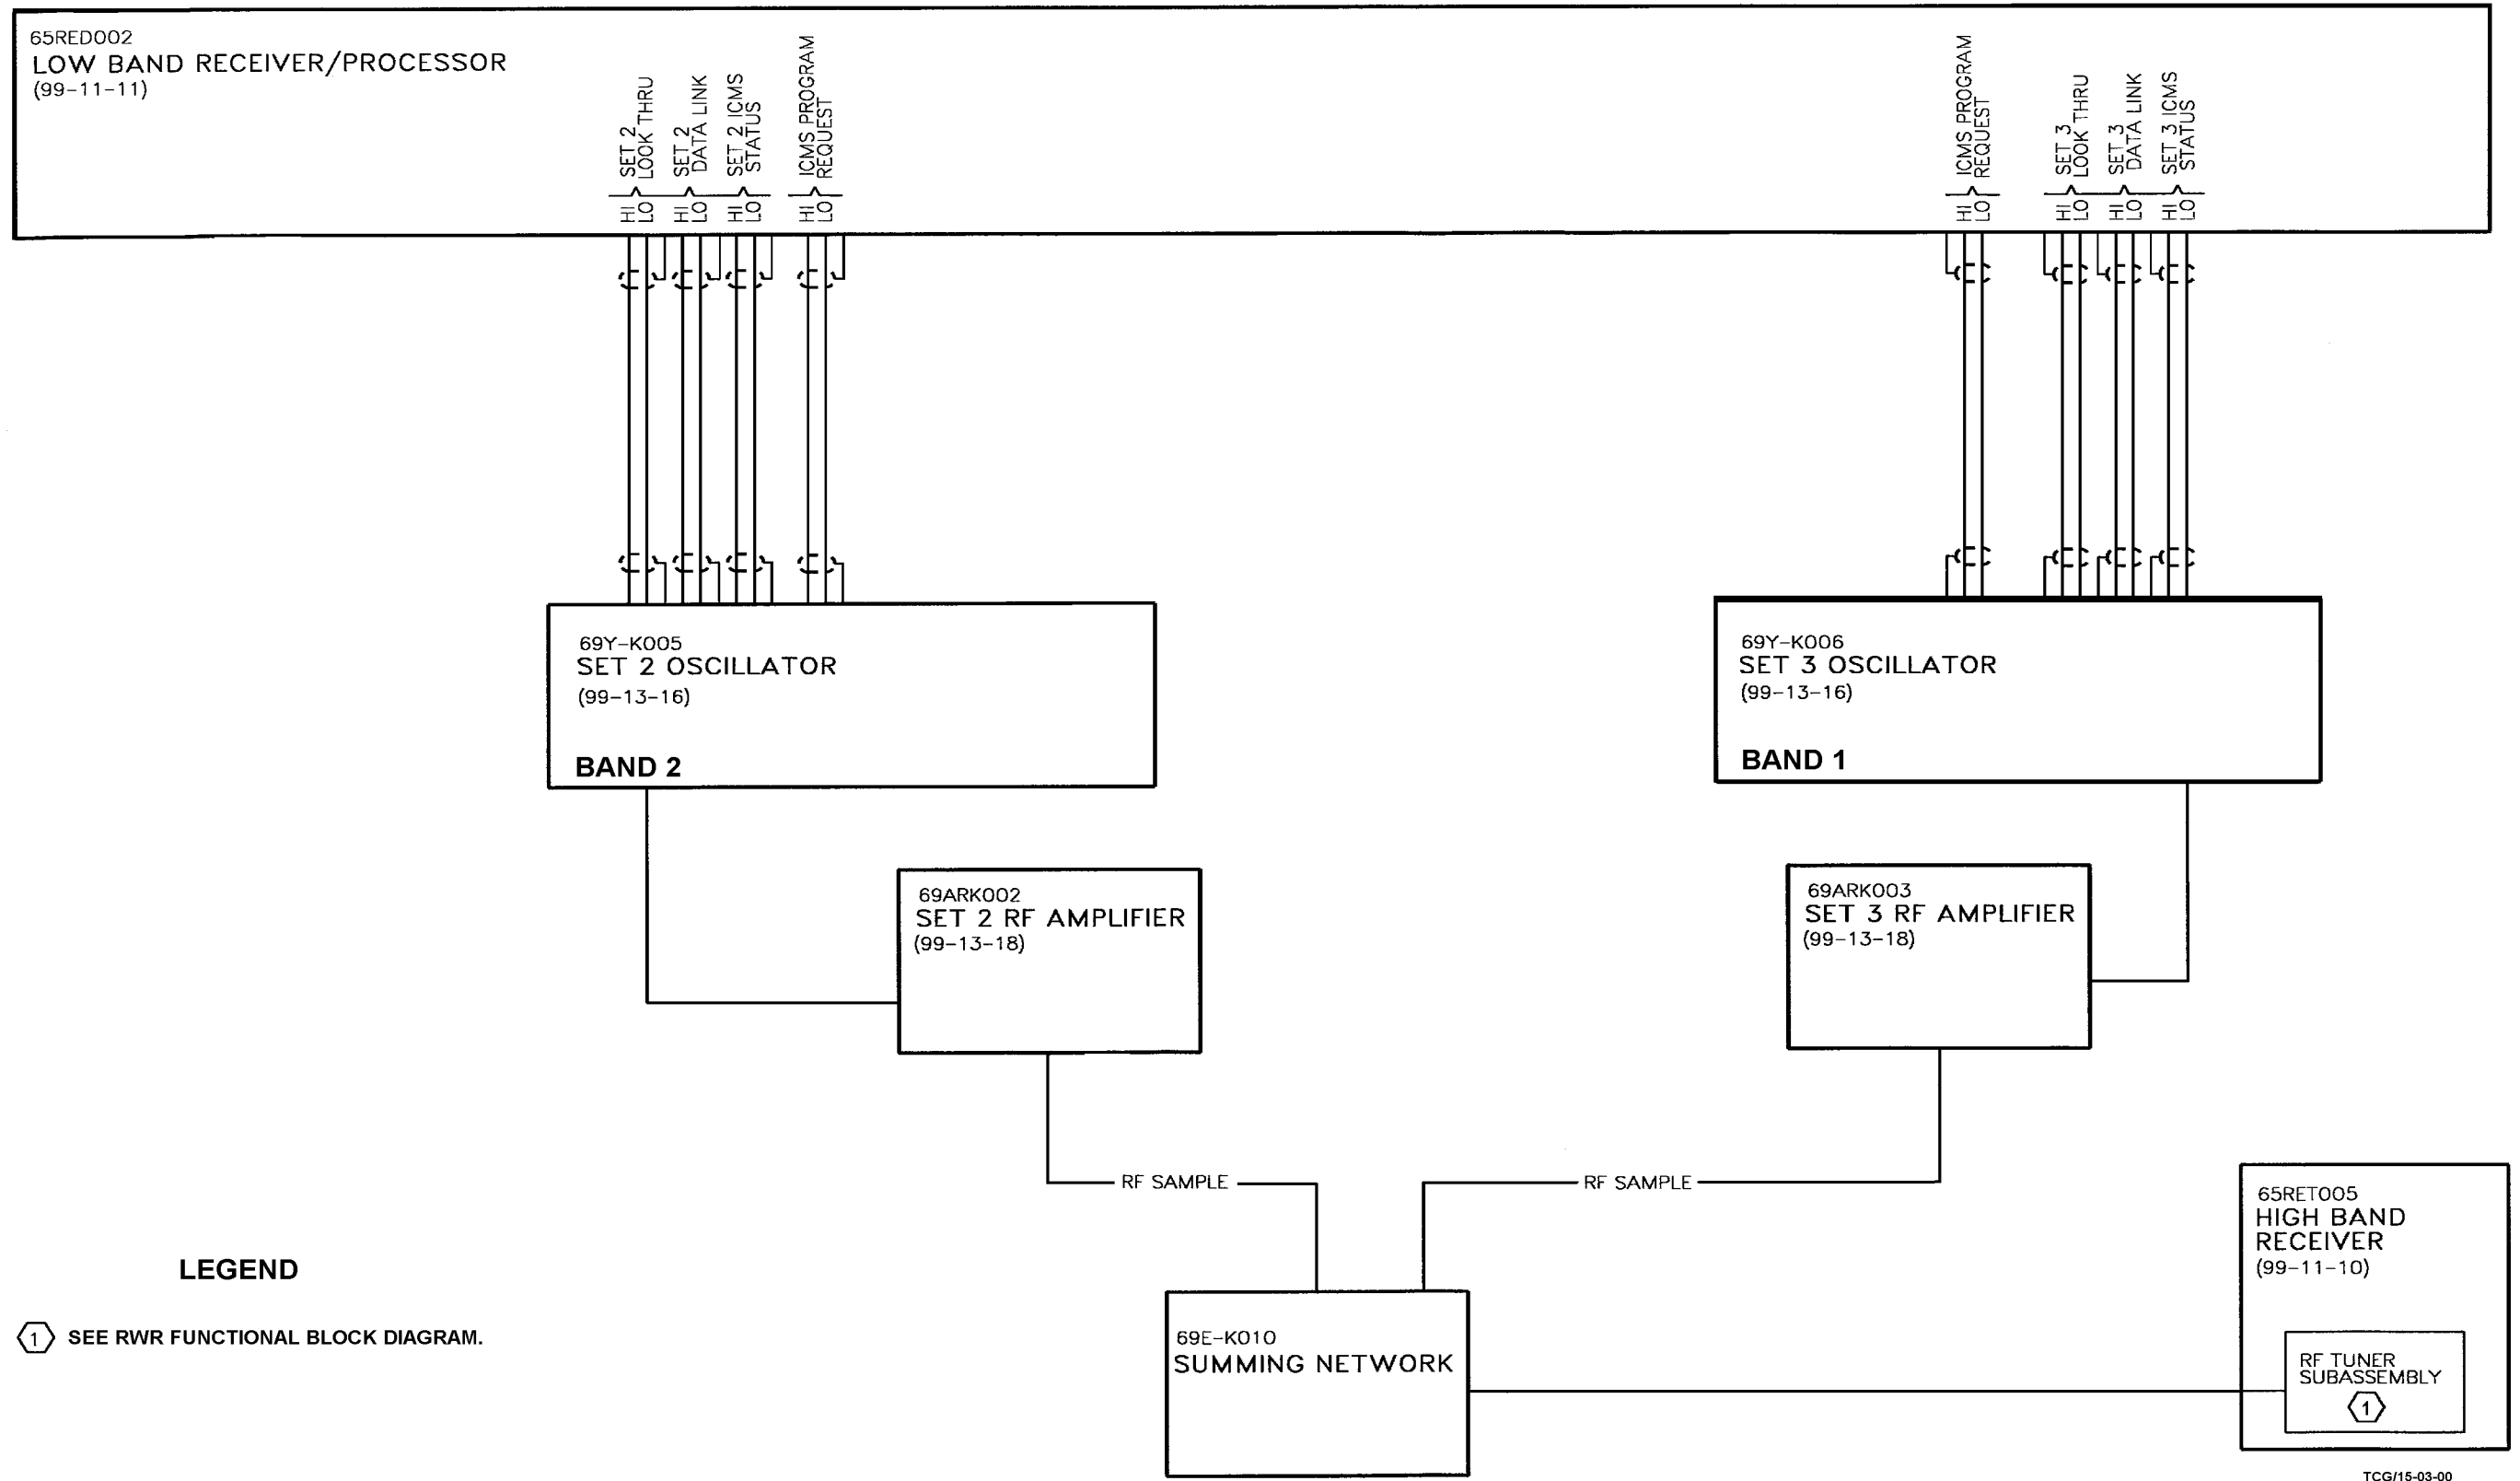 65RED002
LOW BAND RECEIVER/PROCESSOR
(99-11-11)
SET 2
LOOK THRU
SET 2
DATA LINK
SET 2 ICMS
STATUS
ICMS PROGRAM
REQUEST
ICMS PROGRAM
REQUEST
SET 3
LOOK THRU
SET 3
DATA LINK
SET 3 ICMS
STATUS
HI
LO
HI
LO
HI
LO
HI
LO
HI
LO
HI
LO
HI
LO
HI
LO
69Y-K005
SET 2 OSCILLATOR
(99-13-16)
BAND 2
69Y-K006
SET 3 OSCILLATOR
(99-13-16)
BAND 1
69ARK002
SET 2 RF AMPLIFIER
(99-13-18)
69ARK003
SET 3 RF AMPLIFIER
(99-13-18)
RF SAMPLE
RF SAMPLE
65RET005
HIGH BAND
RECEIVER
(99-11-10)
RF TUNER
SUBASSEMBLY
1
69E-K010
SUMMING NETWORK
LEGEND
1 SEE RWR FUNCTIONAL BLOCK DIAGRAM.
TCG/15-03-00